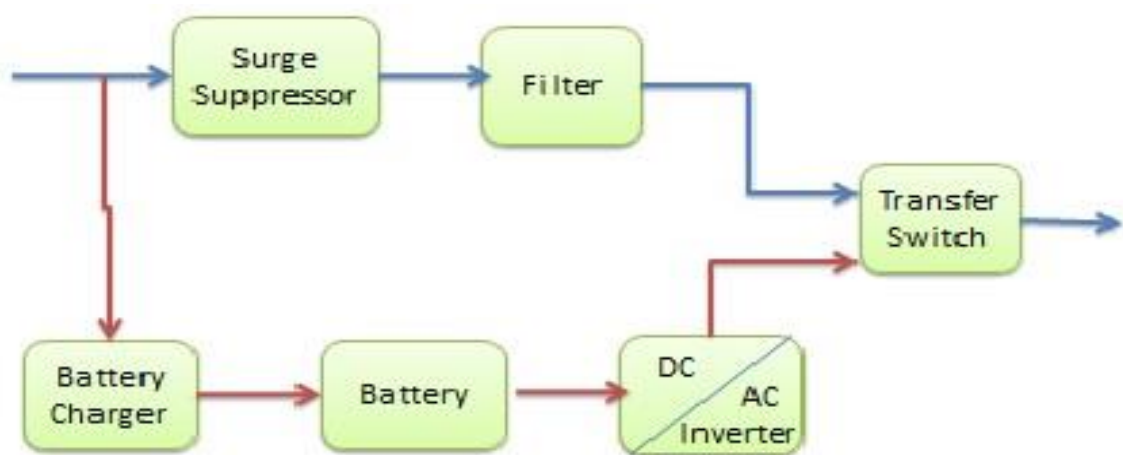 Surge
Suppressor
Filter
Transfer
Switch
Battery
Charger
Battery
DC
AC
Inverter